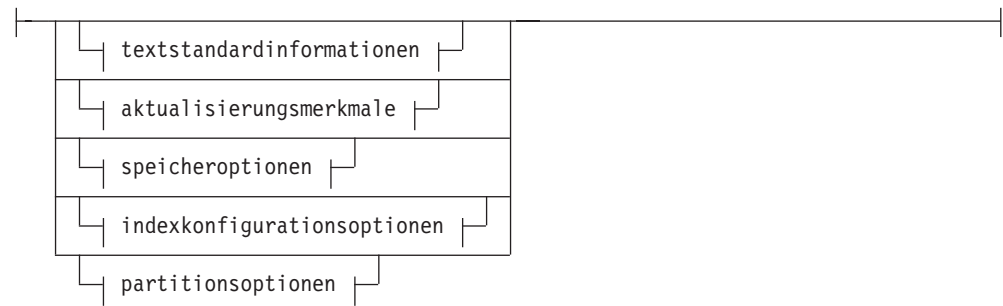 textstandardinformationen
aktualisierungsmerkmale
speicheroptionen
indexkonfigurationsoptionen
partitionsoptionen